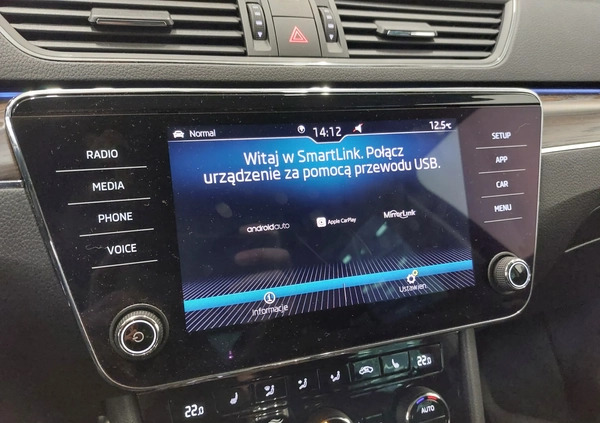 Normal
14:12
12.5°C
Witaj w SmartLink. Połącz
urządzenie za pomocą przewodu USB.
androidauto
Apple CarPlay
MirrorLink
Informacje
Ustawien.
RADIO
MEDIA
PHONE
VOICE
SETUP
APP
CAR
MENU
22.0
22.0
AUTO